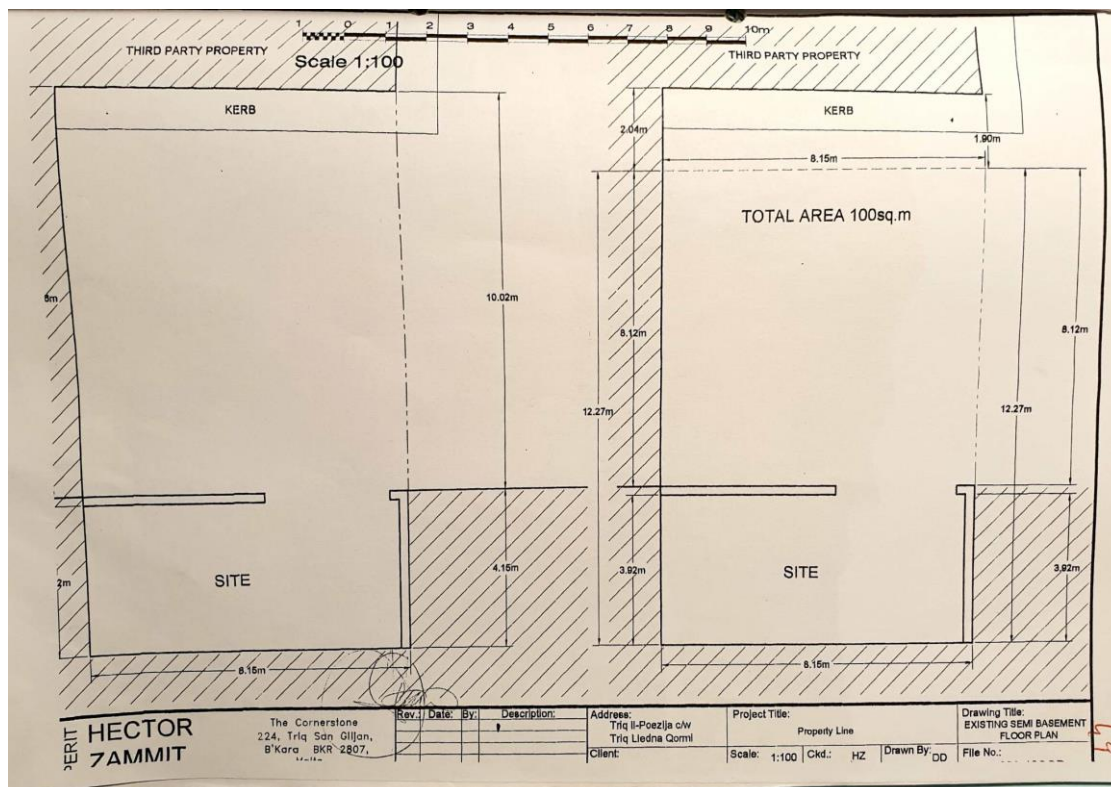 1 0 1 2 3 4 5 6 7 8 9 10m
Scale 1:100
THIRD PARTY PROPERTY
KERB
10.02m
SITE
4.15m
8.15m
THIRD PARTY PROPERTY
KERB
2.04m
1.90m
8.15m
TOTAL AREA 100sq.m
8.12m
8.12m
12.27m
12.27m
SITE
3.92m
3.92m
8.15m
PERIT
HECTOR
ZAMMIT
The Cornerstone
224, Triq San Giljan,
B'Kara BKR 2807,
Rev.: Date: By: Description:
Address:
Triq il-Poezija c/w
Triq Liedna Qormi
Client:
Project Title:
Property Line
Scale: 1:100 Ckd.: HZ Drawn By: DD
Drawing Title:
EXISTING SEMI BASEMENT
FLOOR PLAN
File No.: